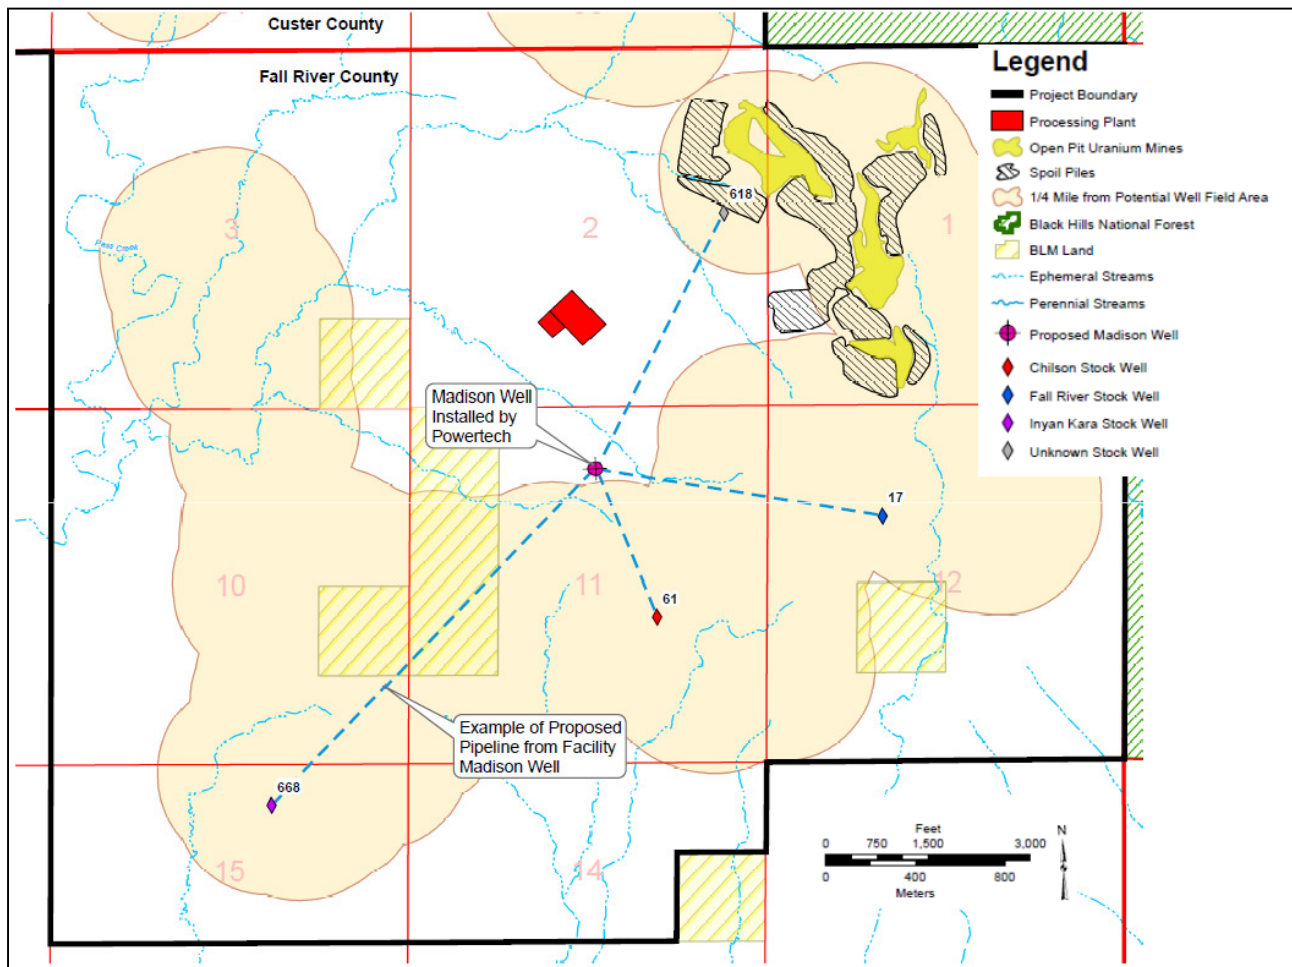 Custer County
Fall River County
Legend
Project Boundary
Processing Plant
Open Pit Uranium Mines
Spoil Piles
1/4 Mile from Potential Well Field Area
Black Hills National Forest
BLM Land
Ephemeral Streams
Perennial Streams
Proposed Madison Well
Chilson Stock Well
Fall River Stock Well
Inyan Kara Stock Well
Unknown Stock Well
618
3
2
1
Pass Creek
Madison Well
Installed by
Powertech
17
10
11
12
61
Example of Proposed
Pipeline from Facility
Madison Well
668
15
14
Feet
0 750 1,500 3,000
0 400 800
Meters
N